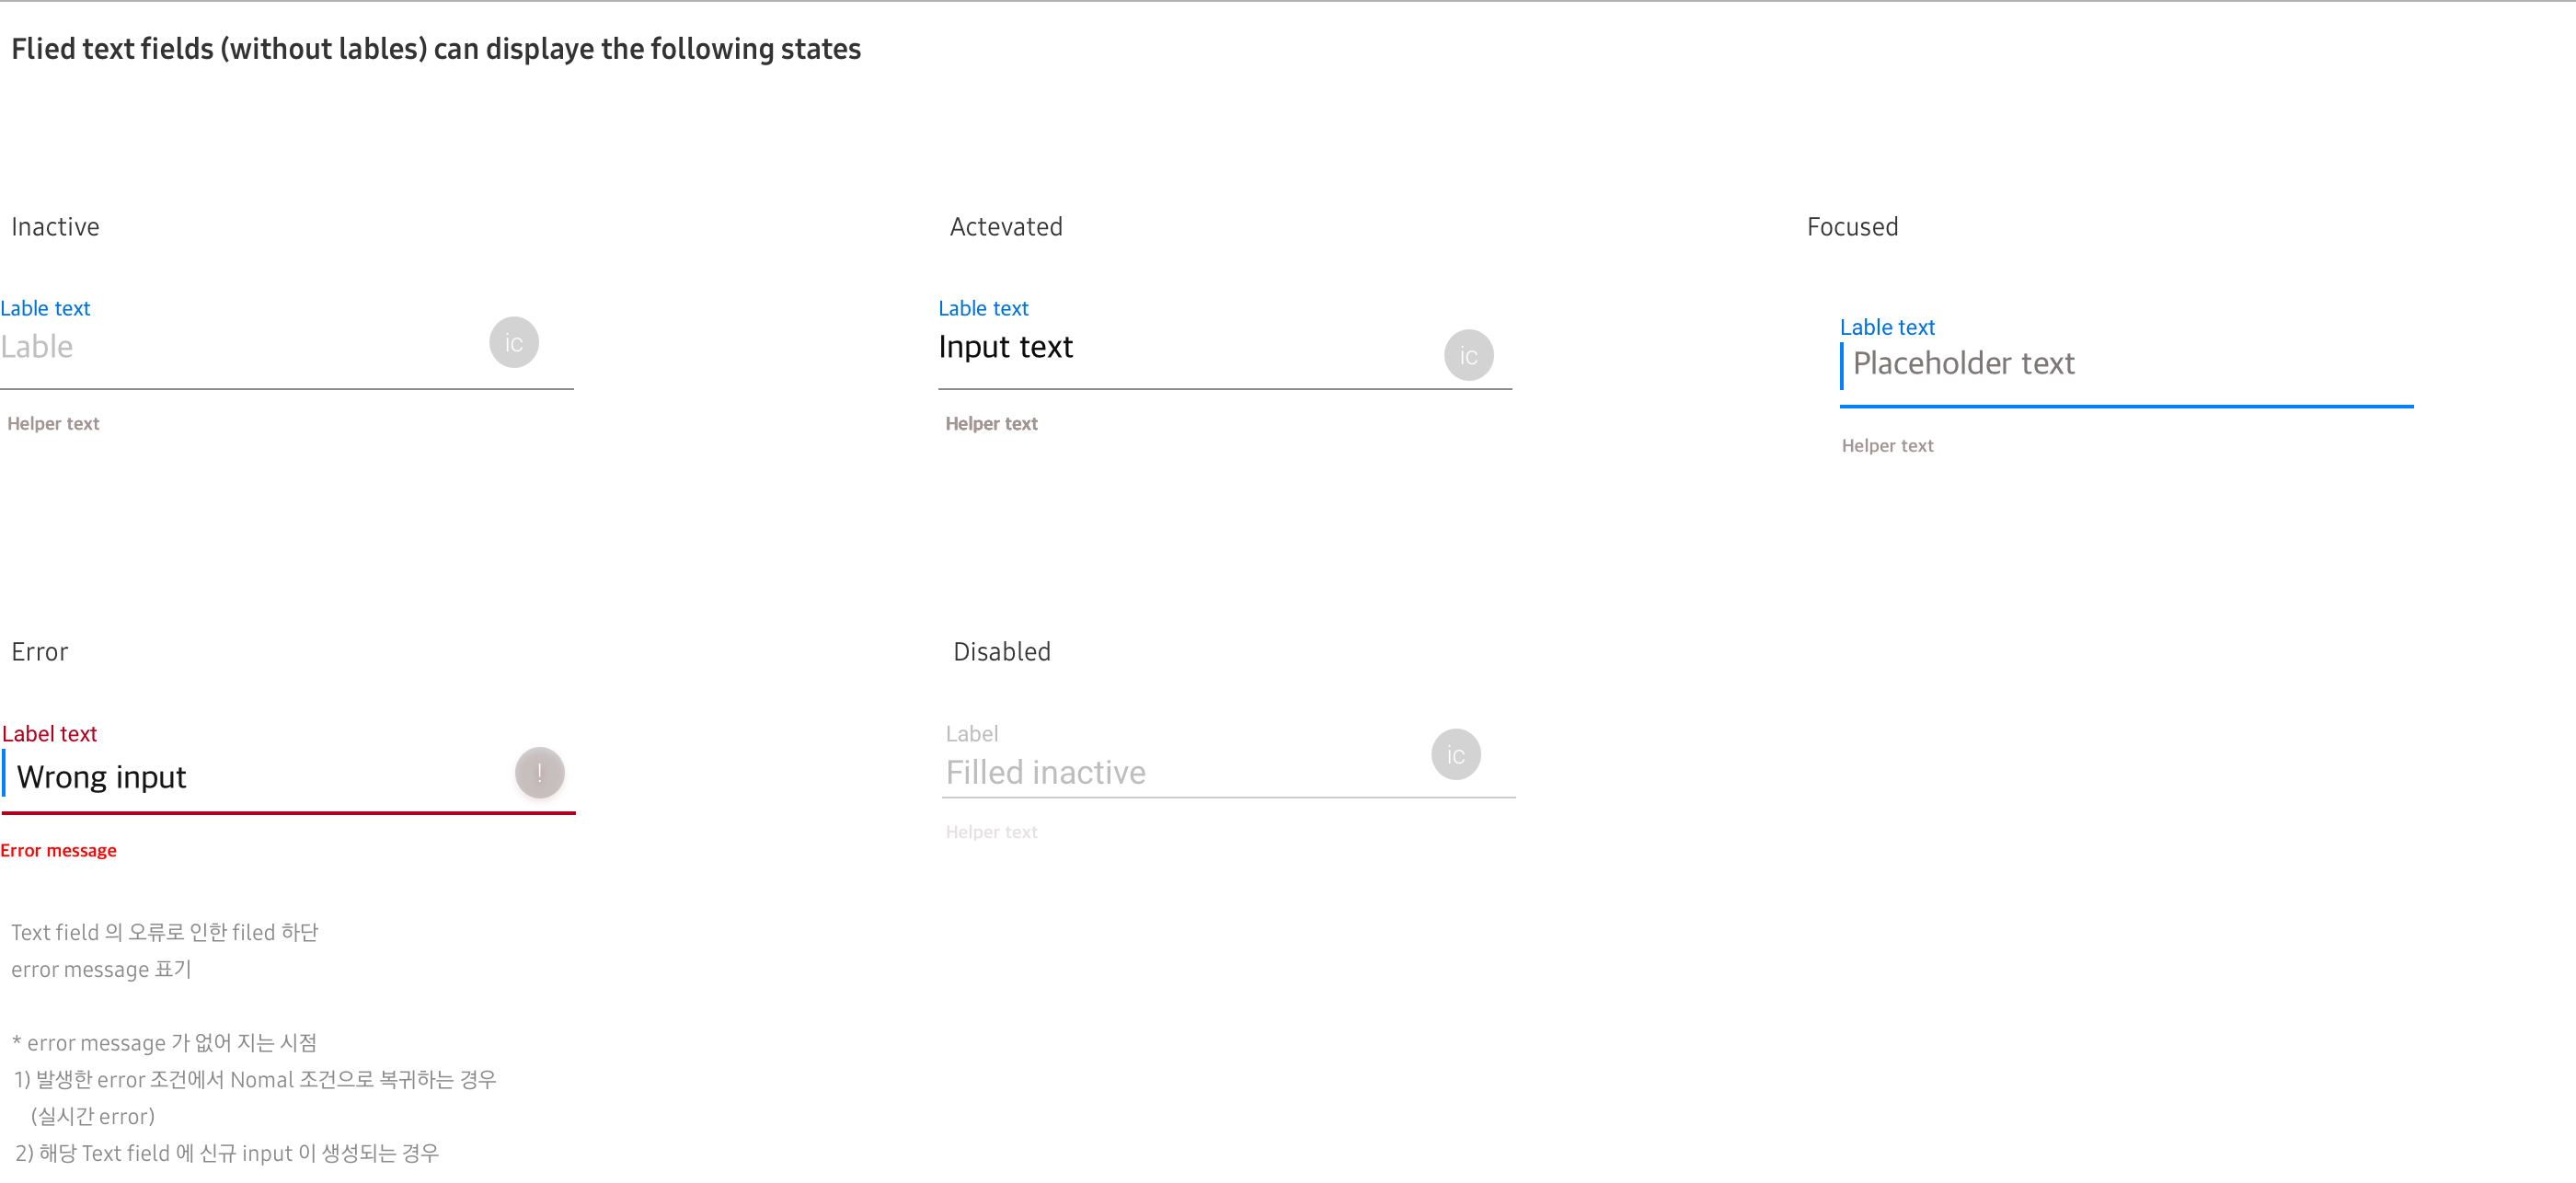 Flied text fields (without lables) can displaye the following states
Inactive
Actevated
Focused
Lable text
Lable
ic
Helper text
Lable text
Input text
ic
Helper text
Lable text
Placeholder text
Helper text
Error
Disabled
Label text
Wrong input
!
Error message
Label
Filled inactive
ic
Helper text
Text field 의 오류로 인한 filed 하단
error message 표기
* error message 가 없어 지는 시점
1) 발생한 error 조건에서 Nomal 조건으로 복귀하는 경우
(실시간 error)
2) 해당 Text field 에 신규 input 이 생성되는 경우